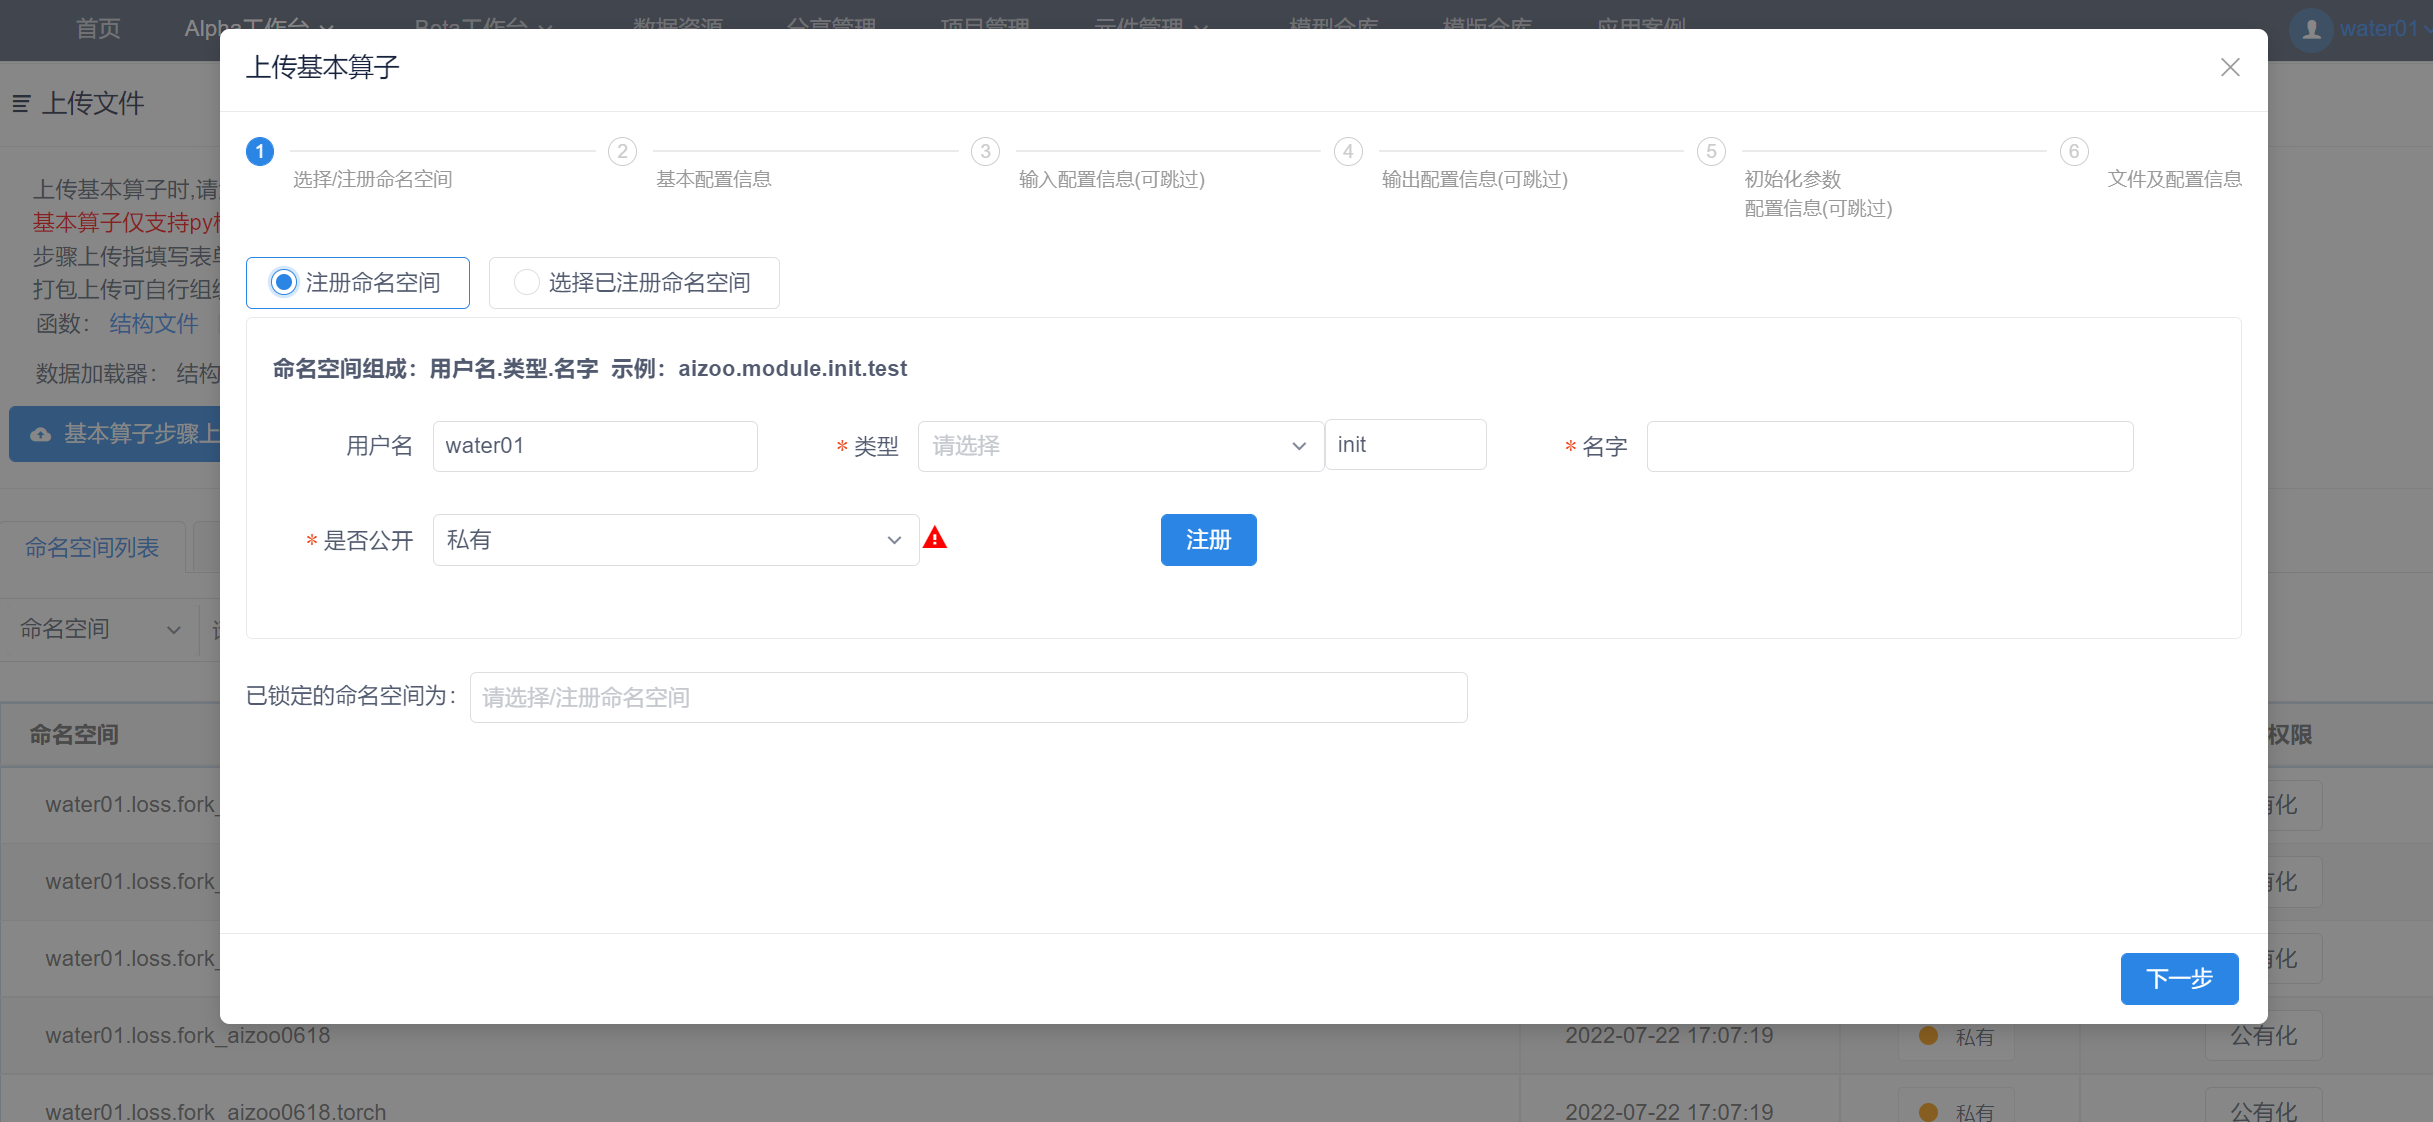 首页 Alpha工作台 Beta工作台 数据资源 分享管理 项目管理 元件管理 模型仓库 模版仓库 应用案例 water01
上传基本算子
上传文件
1 2 3 4 5 6
选择/注册命名空间 基本配置信息 输入配置信息(可跳过) 输出配置信息(可跳过) 初始化参数 文件及配置信息
配置信息(可跳过)
上传基本算子时,请
基本算子仅支持py
步骤上传指填写表单
打包上传可自行组织
函数： 结构文件
数据加载器： 结构
基本算子步骤上
注册命名空间 选择已注册命名空间
命名空间组成：用户名.类型.名字 示例：aizoo.module.init.test
用户名 water01 * 类型 请选择 init * 名字
* 是否公开 私有 注册
命名空间列表
命名空间
已锁定的命名空间为： 请选择/注册命名空间
命名空间 权限
water01.loss.fork_ 有化
water01.loss.fork_ 有化
water01.loss.fork_ 有化
下一步
water01.loss.fork_aizoo0618 2022-07-22 17:07:19 私有 公有化
water01.loss.fork_aizoo0618.torch 2022-07-22 17:07:19 私有 公有化